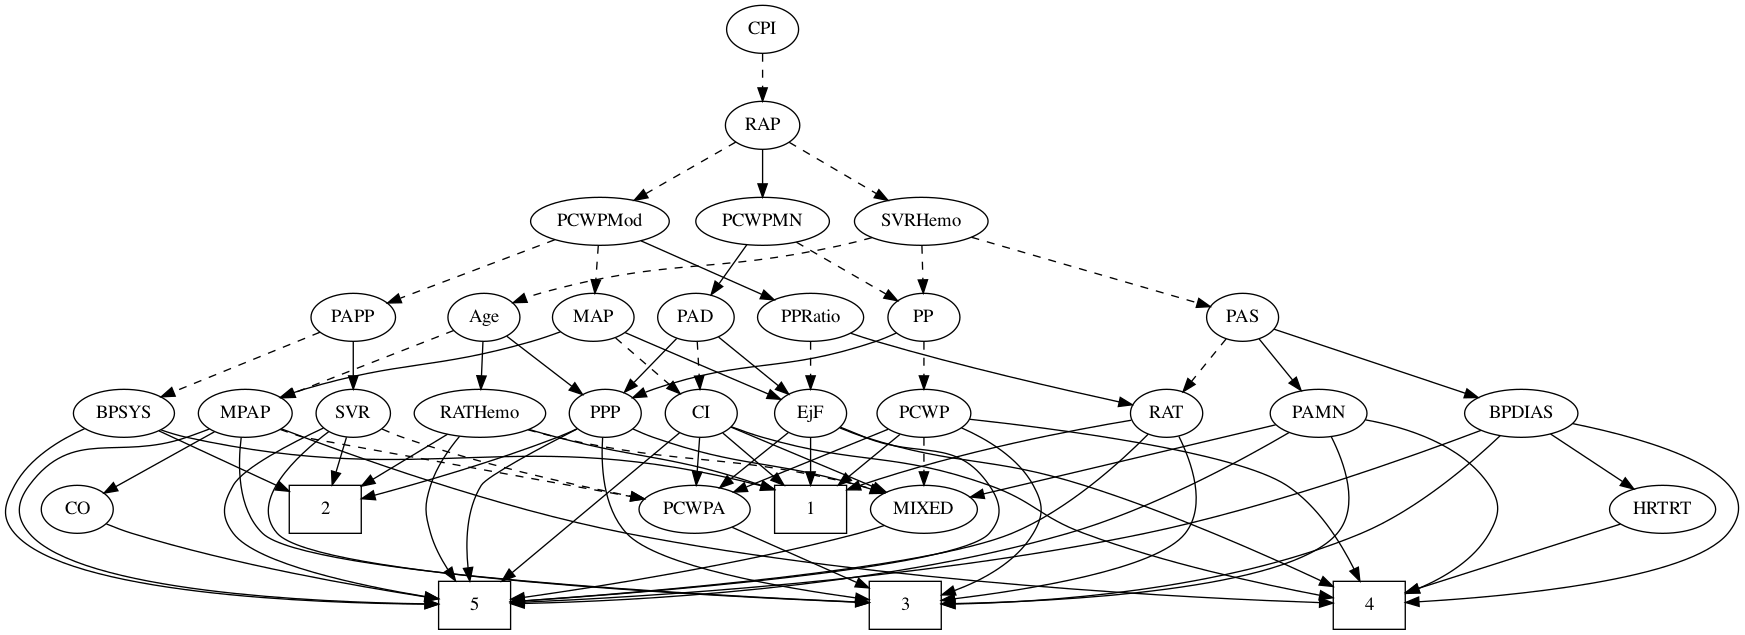 CPI
RAP
PCWPMod
PCWPMN
SVRHemo
PAPP
Age
MAP
PAD
PPRatio
PP
PAS
BPSYS
MPAP
SVR
RATHemo
PPP
CI
EjF
PCWP
RAT
PAMN
BPDIAS
CO
2
PCWPA
1
MIXED
HRTRT
5
3
4